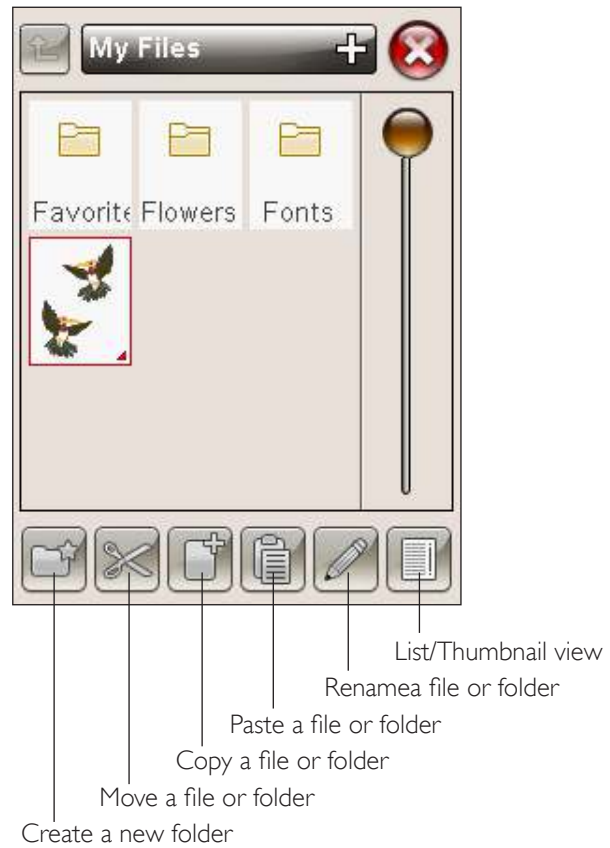 My Files
Favorite Flowers Fonts
List/Thumbnail view
Renamea file or folder
Paste a file or folder
Copy a file or folder
Move a file or folder
Create a new folder